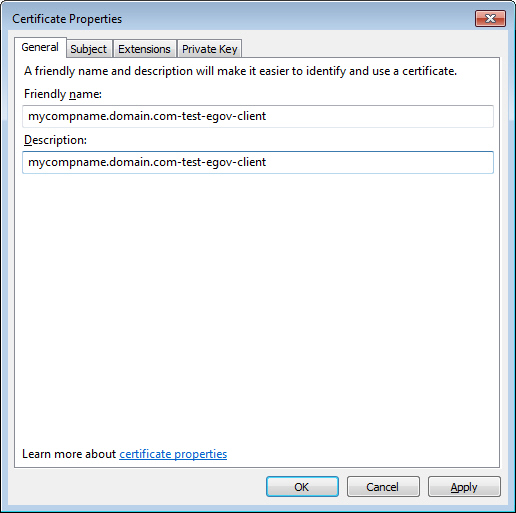 Certificate Properties
General Subject Extensions Private Key
A friendly name and description will make it easier to identify and use a certificate.
Friendly name:
mycompname.domain.com-test-egov-client
Description:
mycompname.domain.com-test-egov-client
Learn more about certificate properties
OK Cancel Apply